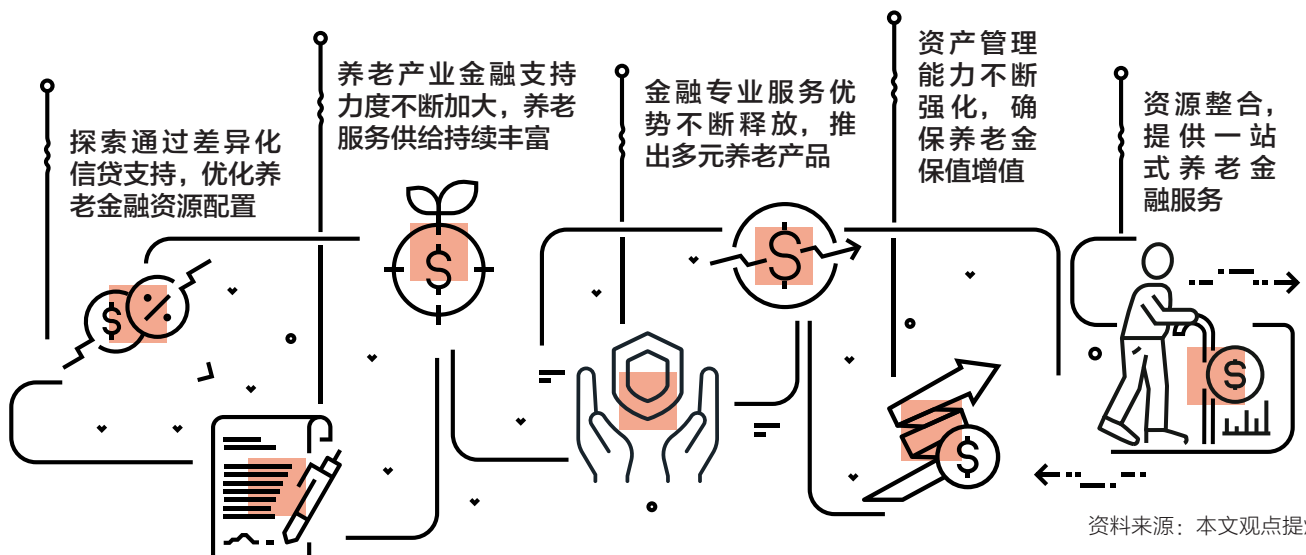 探索通过差异化
信贷支持，优化养
老金融资源配置
养老产业金融支持
力度不断加大，养老
服务供给持续丰富
金融专业服务优
势不断释放，推
出多元养老产品
资产管理
能力不断
强化，确
保养老金
保值增值
资源整合，
提供一站
式养老金
融服务
资料来源：本文观点提